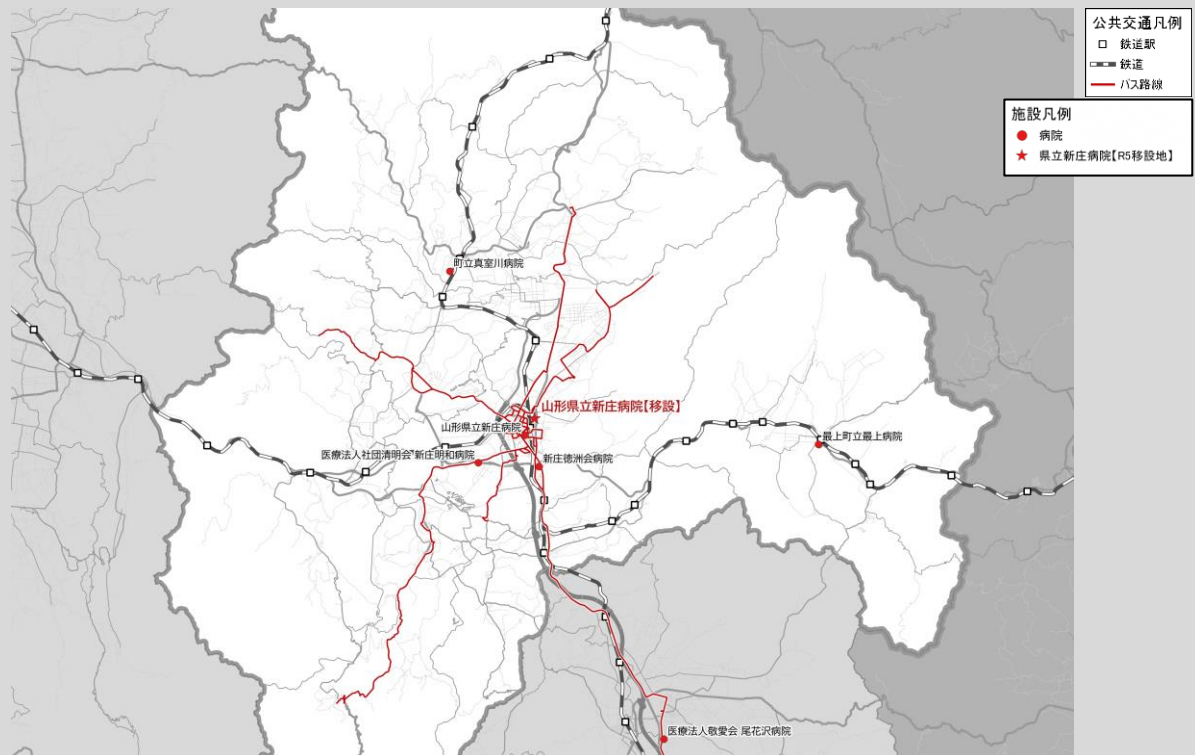 公共交通凡例
鉄道駅
鉄道
バス路線
施設凡例
病院
県立新庄病院【R5移設地】
町立真室川病院
山形県立新庄病院【移設】
山形県立新庄病院
最上町立最上病院
医療法人社団清明会 新庄明和病院
新庄徳洲会病院
医療法人敬愛会 尾花沢病院